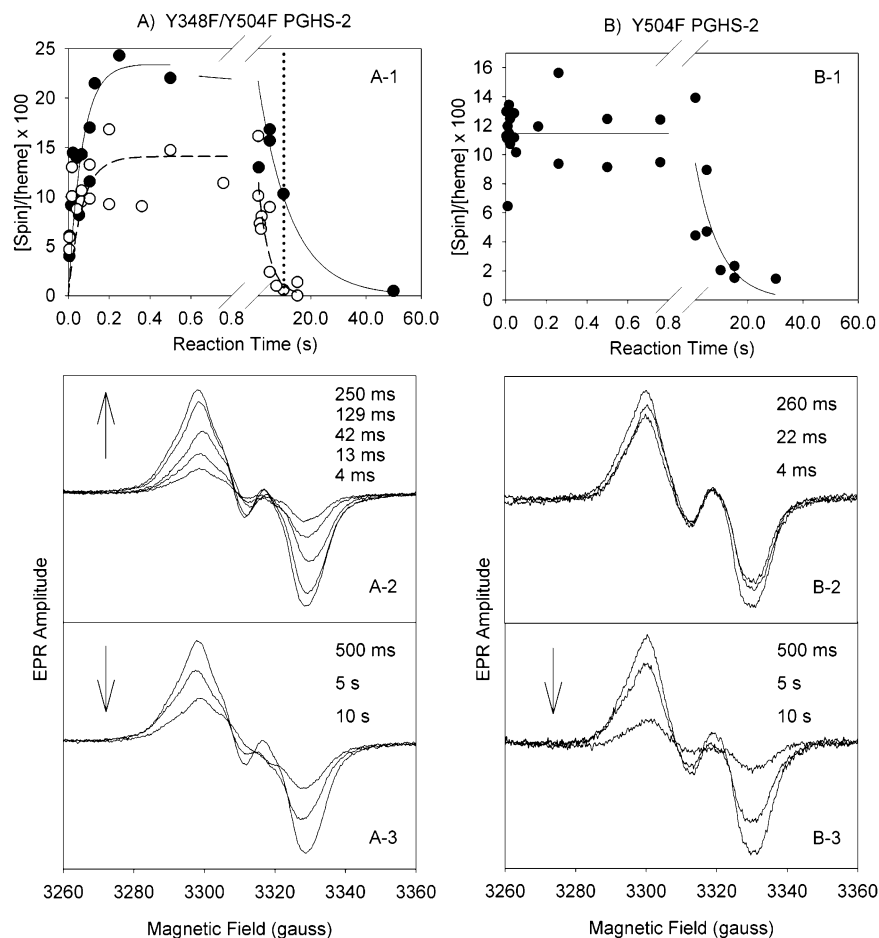 A) Y348F/Y504F PGHS-2
25
20
15
10
5
0
[Spin]/[heme] x 100
A-1
0.0 0.2 0.4 0.6 0.8 20.0 40.0 60.0
Reaction Time (s)
B) Y504F PGHS-2
16
14
12
10
8
6
4
2
0
[Spin]/[heme] x 100
B-1
0.0 0.2 0.4 0.6 0.8 20.0 60.0
Reaction Time (s)
250 ms
129 ms
42 ms
13 ms
4 ms
A-2
EPR Amplitude
500 ms
5 s
10 s
A-3
3260 3280 3300 3320 3340 3360
Magnetic Field (gauss)
260 ms
22 ms
4 ms
B-2
EPR Amplitude
500 ms
5 s
10 s
B-3
3260 3280 3300 3320 3340 3360
Magnetic Field (gauss)